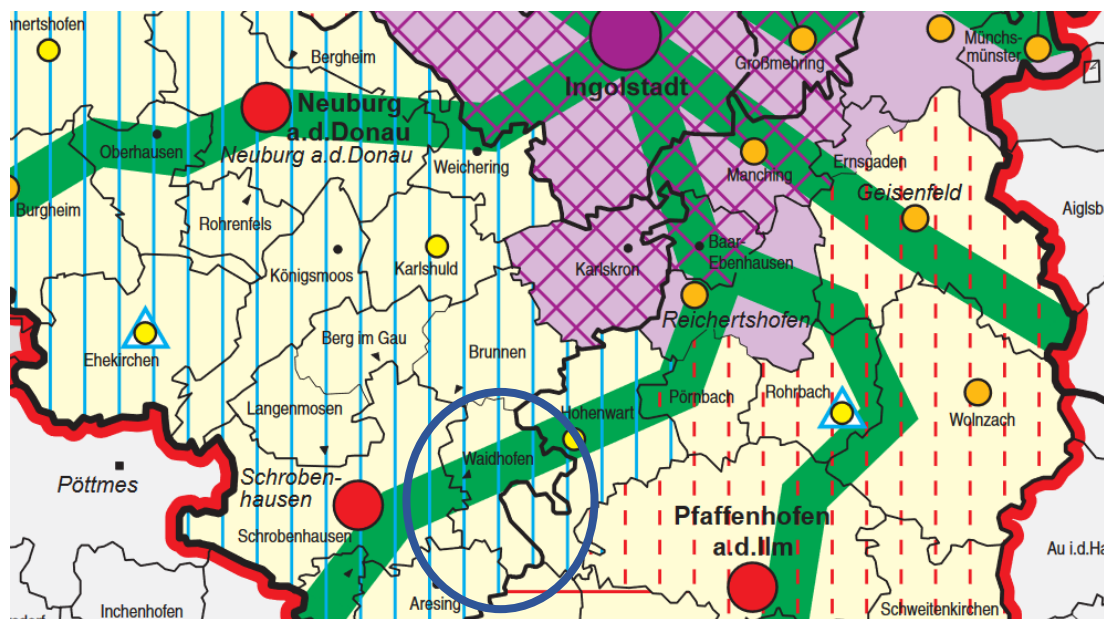 nnertshofen
Bergheim
Großmehring
Münchs-
münster
Ingolstadt
Neuburg
a.d.Donau
Neuburg a.d.Donau
Oberhausen
Weichering
Manching
Ernsgaden
Geisenfeld
Burgheim
Rohrenfels
Aiglsb
Königsmoos
Karlshuld
Karlskron
Baar-
Ebenhausen
Reichertshofen
Ehekirchen
Berg im Gau
Brunnen
Langenmosen
Hohenwart
Pörnbach
Rohrbach
Wolnzach
Waidhofen
Pöttmes
Schroben-
hausen
Schrobenhausen
Pfaffenhofen
a.d.Ilm
Au i.d.Ha
Inchenhofen
Aresing
Schweitenkirchen